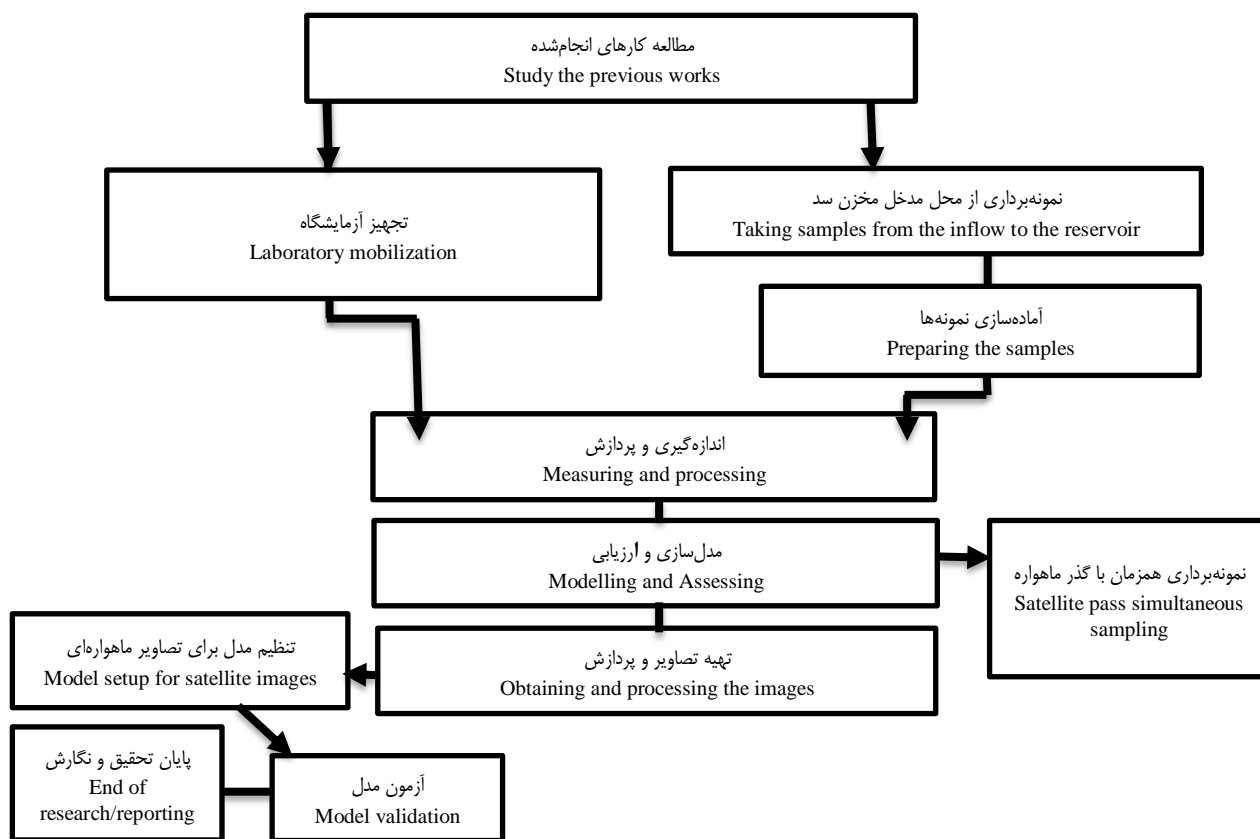 مطالعه کارهای انجام‌شده
Study the previous works
تجهیز آزمایشگاه
Laboratory mobilization
نمونه‌برداری از محل مدخل مخزن سد
Taking samples from the inflow to the reservoir
آماده‌سازی نمونه‌ها
Preparing the samples
اندازه‌گیری و پردازش
Measuring and processing
مدل‌سازی و ارزیابی
Modelling and Assessing
نمونه‌برداری همزمان با گذر ماهواره
Satellite pass simultaneous
sampling
تهیه تصاویر و پردازش
Obtaining and processing the images
تنظیم مدل برای تصاویر ماهواره‌ای
Model setup for satellite images
آزمون مدل
Model validation
پایان تحقیق و نگارش
End of
research/reporting